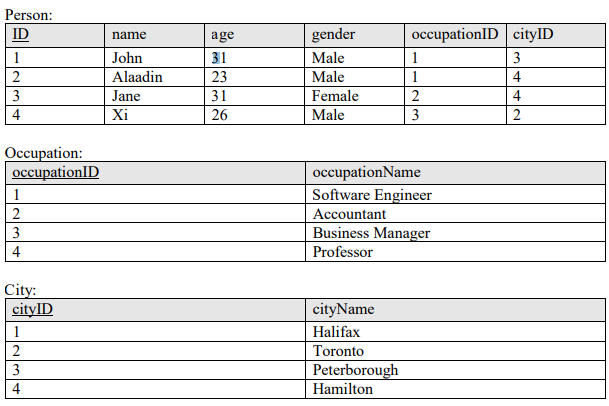 Person:
ID name age gender occupationID cityID
1 John 31 Male 1 3
2 Alaadin 23 Male 1 4
3 Jane 31 Female 2 4
4 Xi 26 Male 3 2
Occupation:
occupationID occupationName
1 Software Engineer
2 Accountant
3 Business Manager
4 Professor
City:
cityID cityName
1 Halifax
2 Toronto
3 Peterborough
4 Hamilton